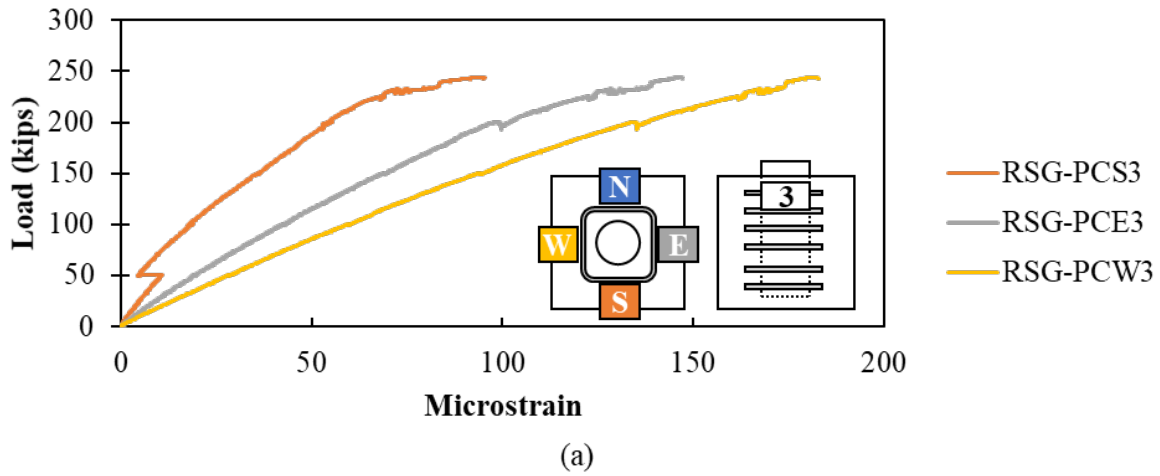 300
250
200
150
100
50
0
Load (kips)
0 50 100 150 200
Microstrain
N
W E
S
3
RSG-PCS3
RSG-PCE3
RSG-PCW3
(a)